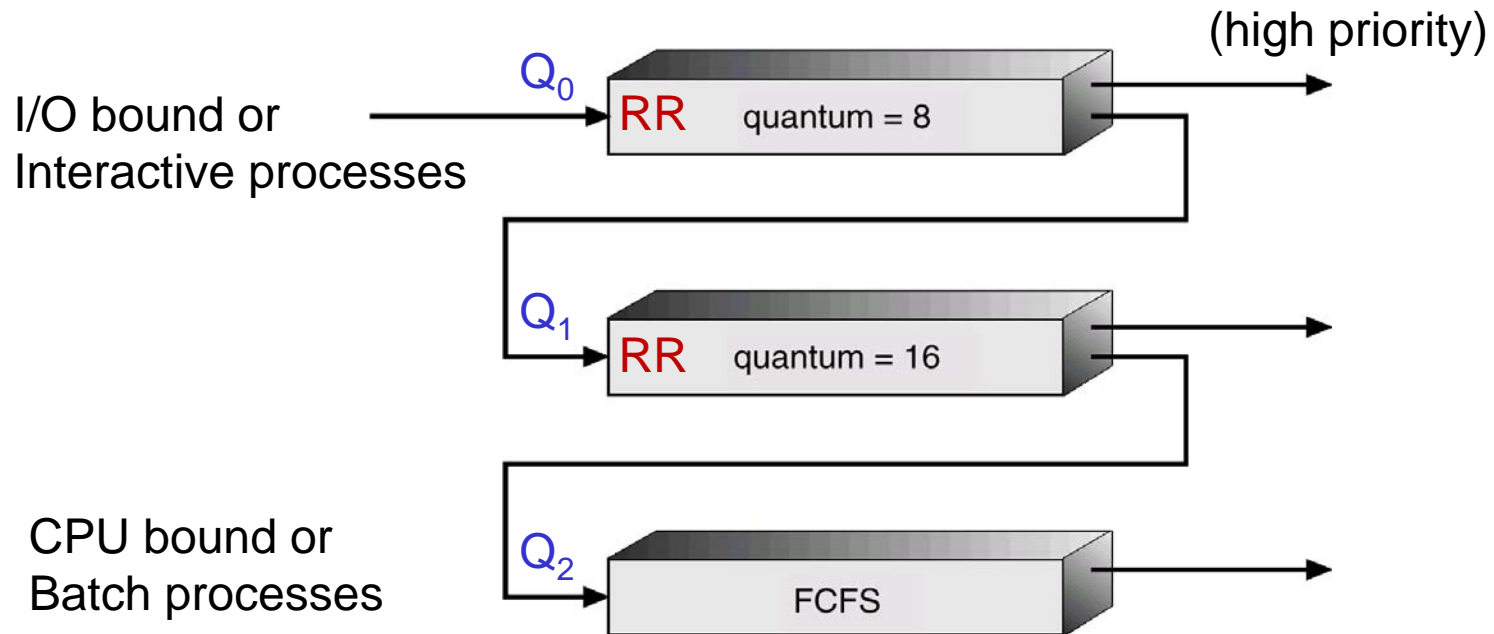 (high priority)
Q0
I/O bound or
Interactive processes
RR quantum = 8
Q1
RR quantum = 16
CPU bound or
Batch processes
Q2
FCFS